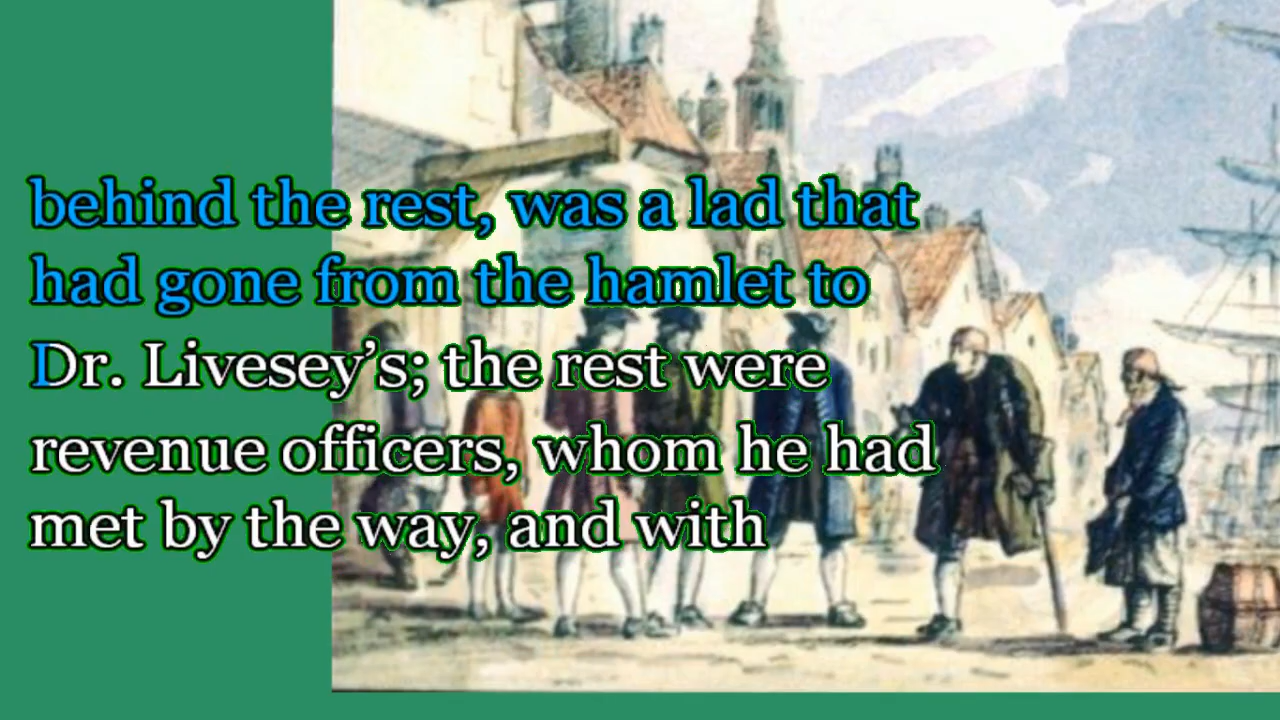 behind the rest, was a lad that
had gone from the hamlet to
Dr. Livesey’s; the rest were
revenue officers, whom he had
met by the way, and with